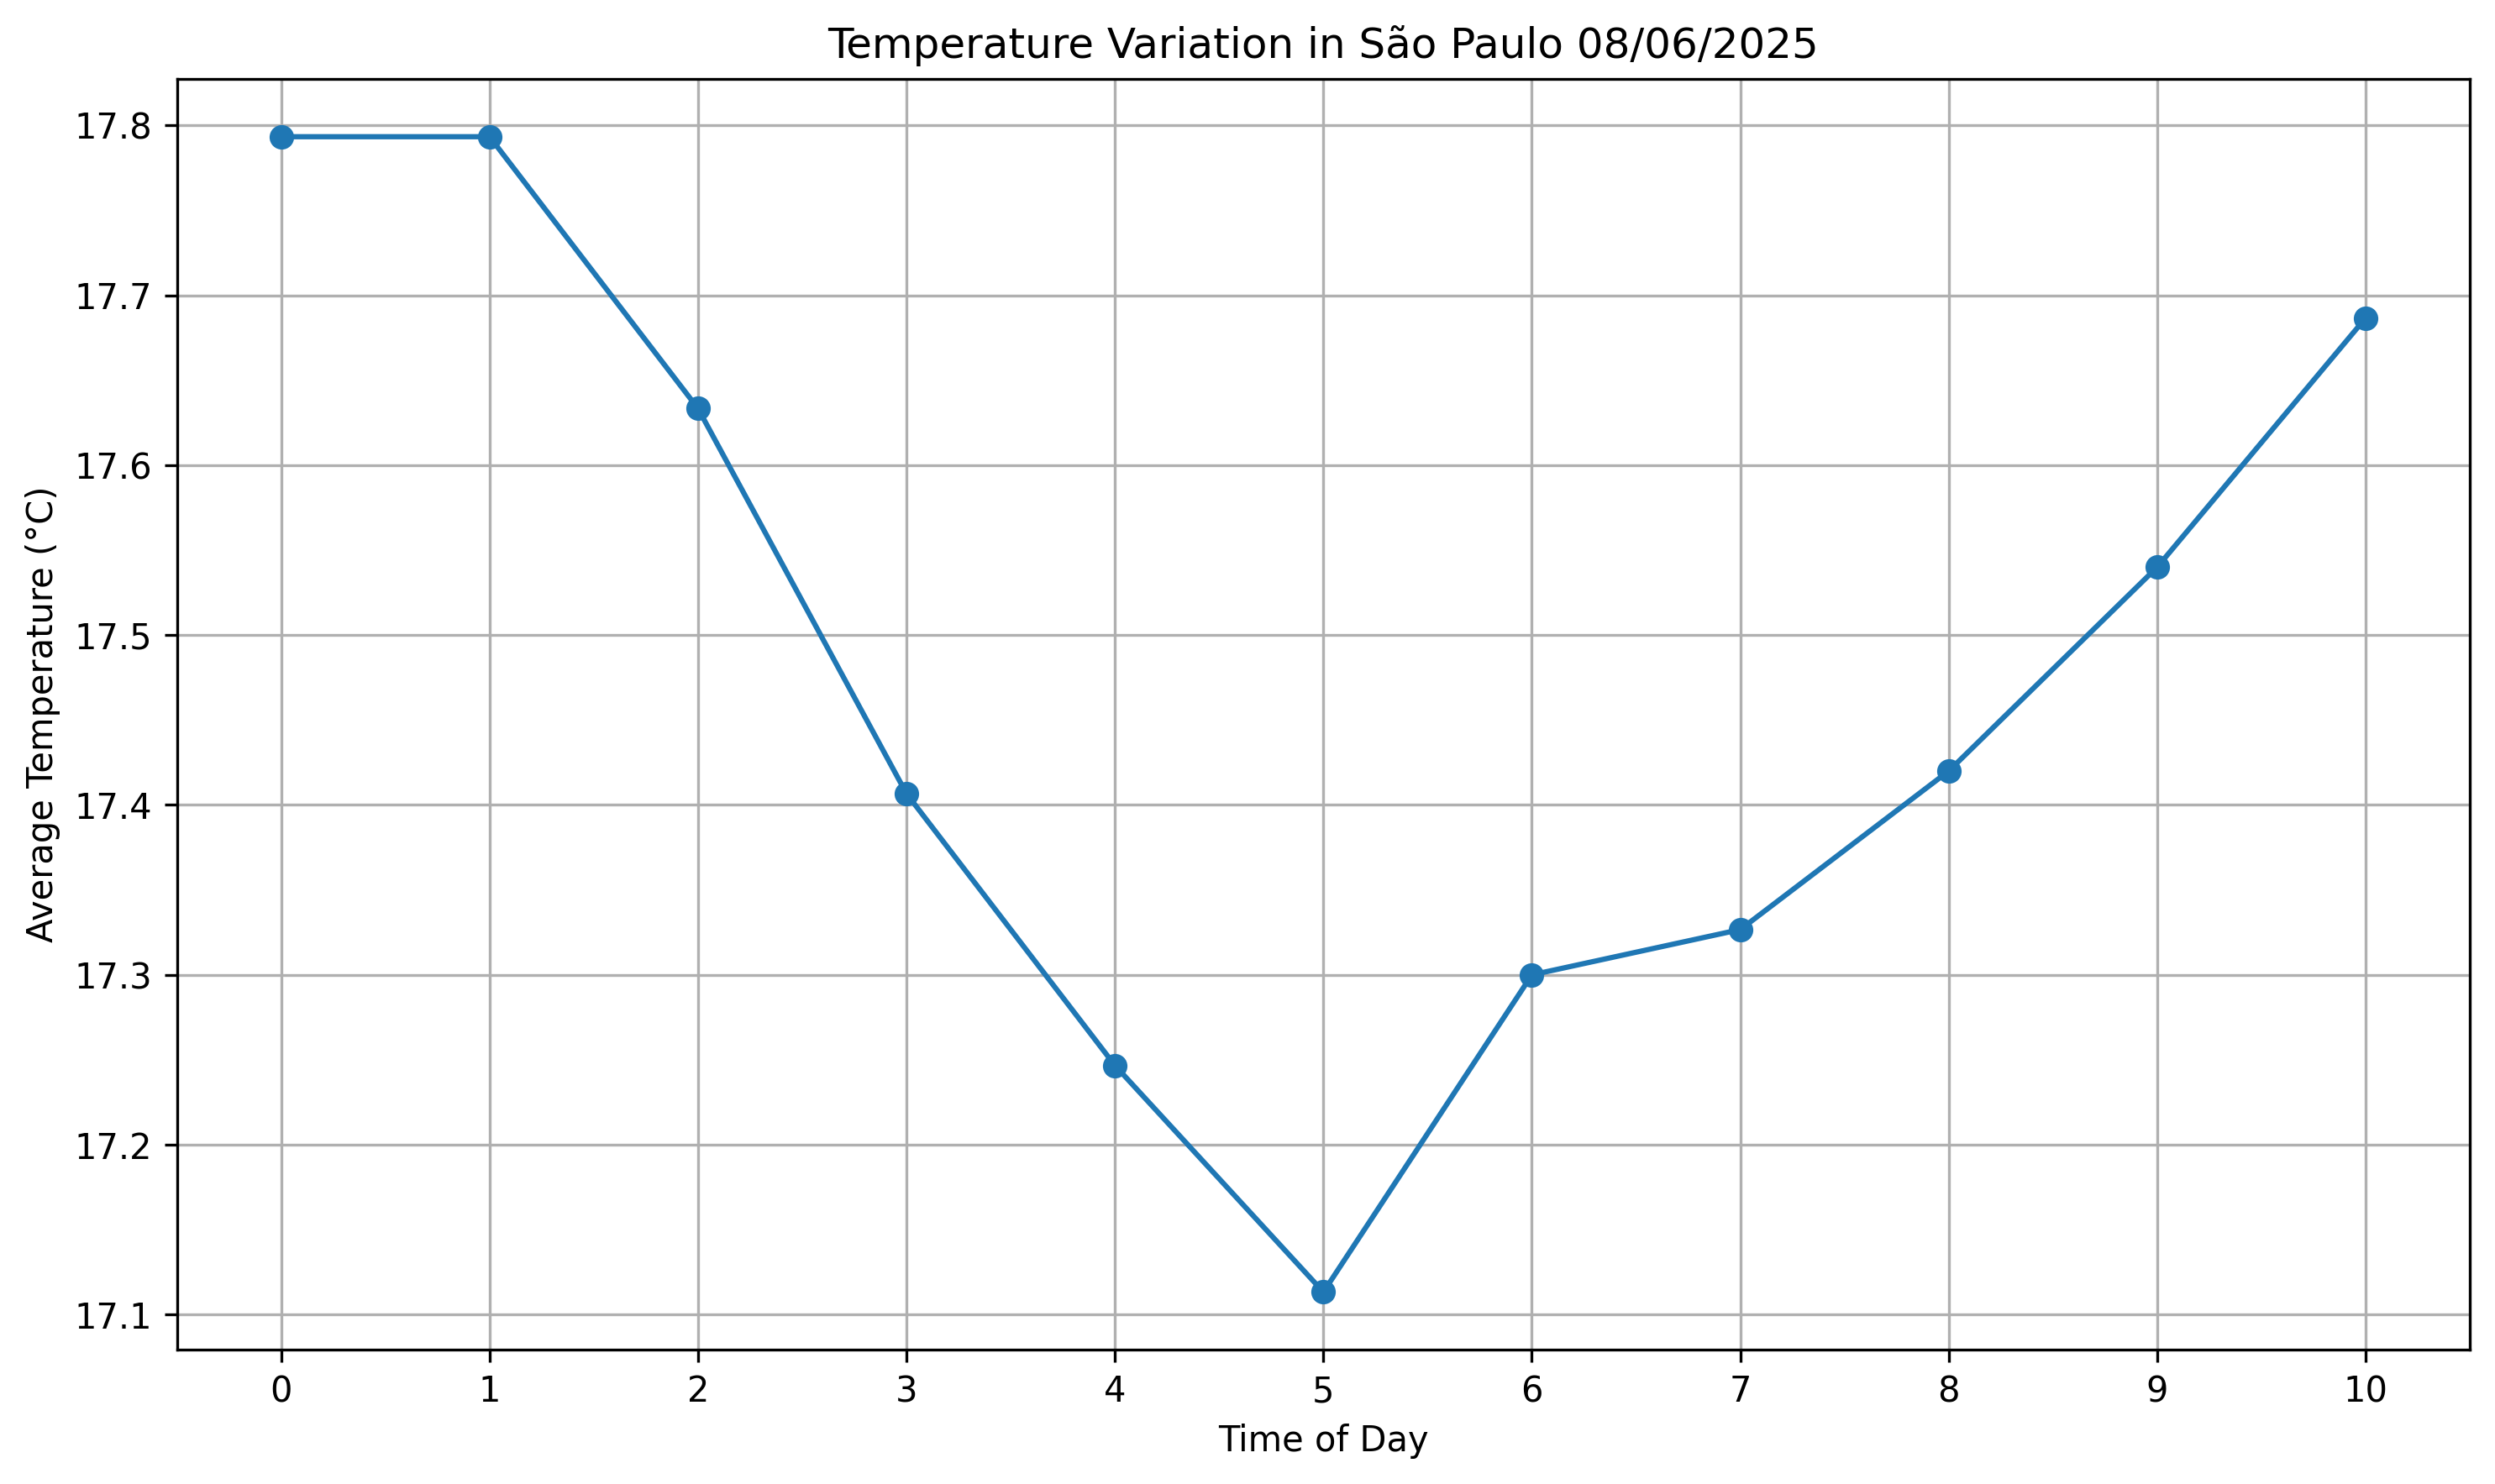 Temperature Variation in São Paulo 08/06/2025
Average Temperature (°C)
17.8
17.7
17.6
17.5
17.4
17.3
17.2
17.1
0 1 2 3 4 5 6 7 8 9 10
Time of Day